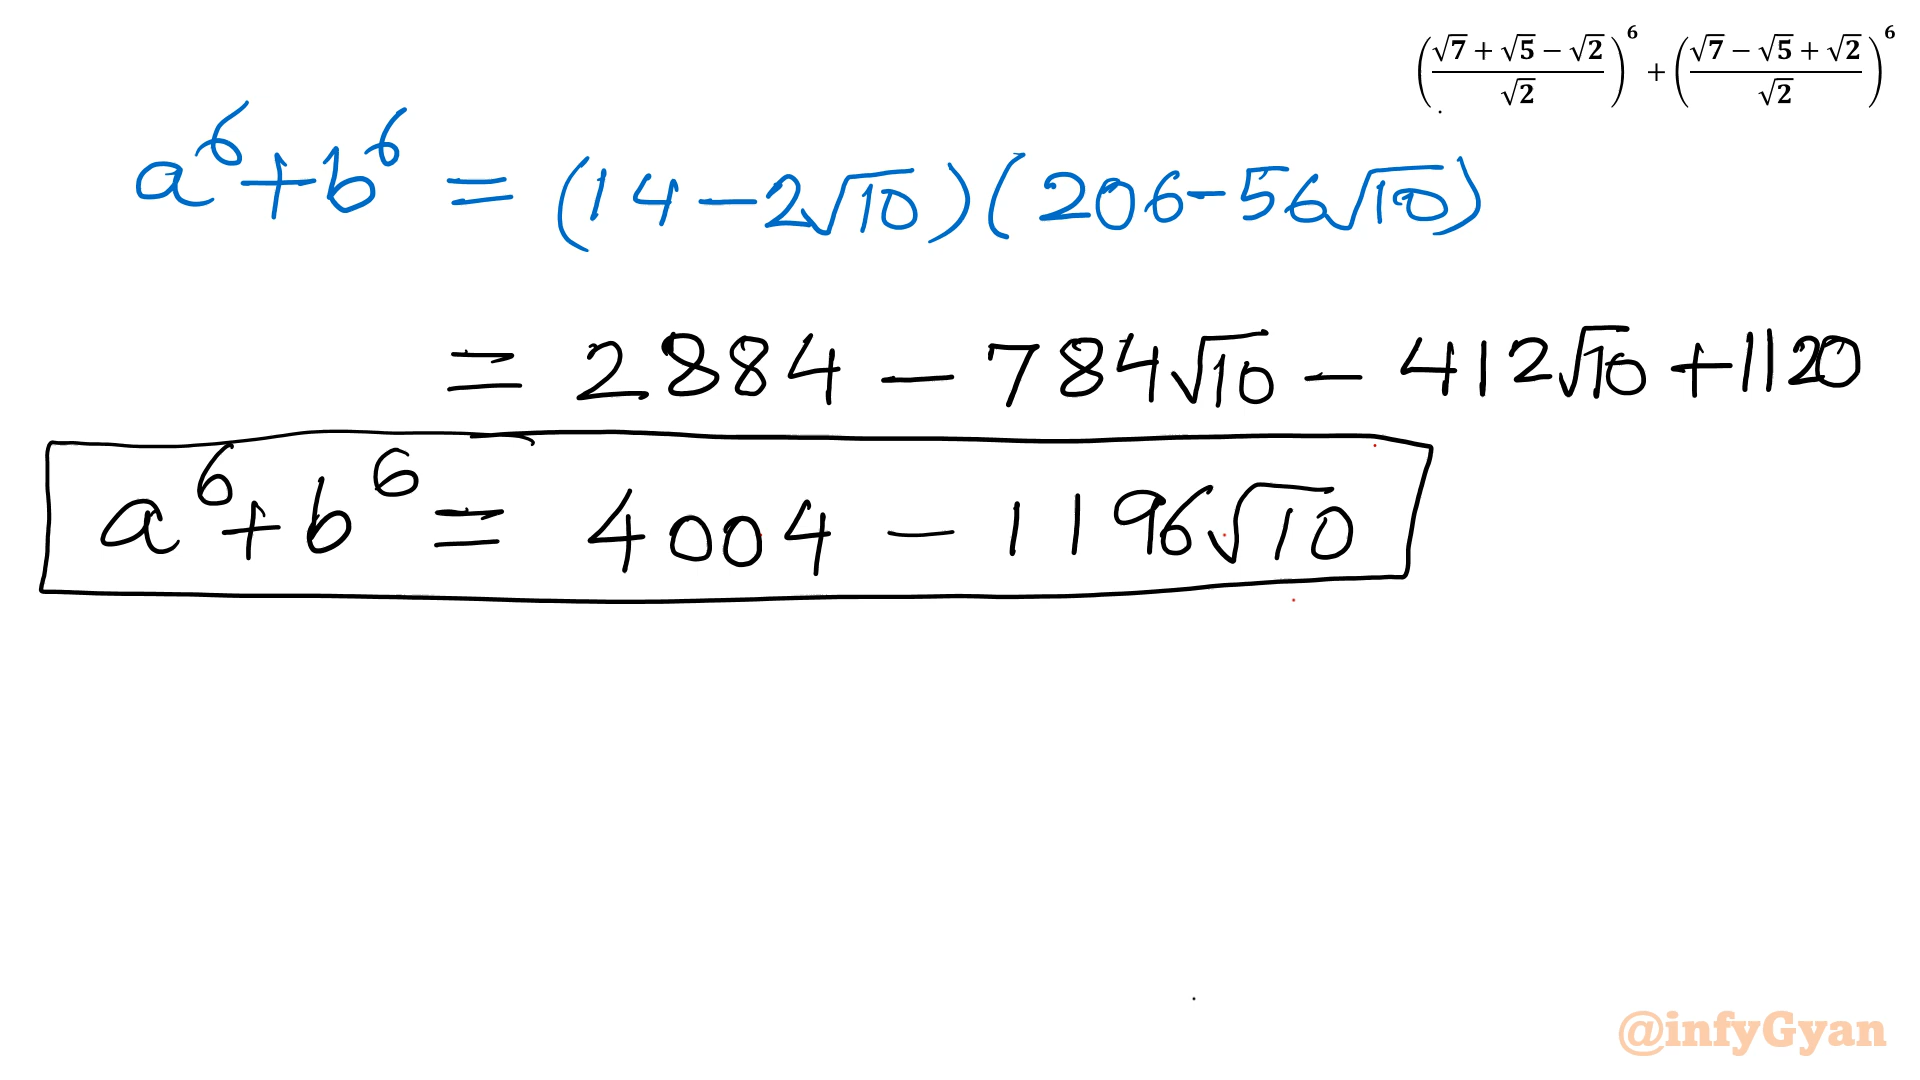 ((√7 + √5 − √2)/√2)^6 + ((√7 − √5 + √2)/√2)^6
a^6 + b^6 = (14 − 2√10)(206 − 56√10)
= 2884 − 784√10 − 412√10 + 1120
a^6 + b^6 = 4004 − 1196√10
@infyGyan